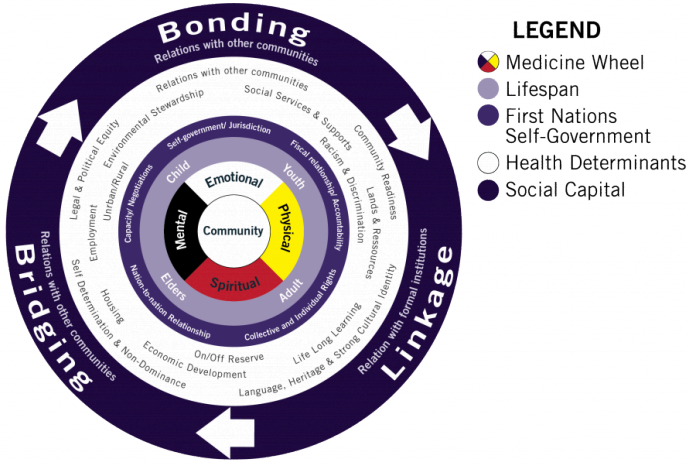 Bonding
Relations with other communities
Relations with other communities
Environmental Stewardship
Social Services & Supports
Legal & Political Equity
Unrban/Rural
Racism & Discrimination
Community Readiness
Employment
Lands & Ressources
Self-government/ Jurisdiction
Fiscal relationship/ Accountability
Capacity/ Negotiations
Child
Youth
Emotional
Mental
Community
Physical
Spiritual
Elders
Adult
Nation-to-nation Relationship
Collective and Individual Rights
Housing
Self Determination & Non-Dominance
Economic Development
On/Off Reserve
Life Long Learning
Language, Heritage & Strong Cultural Identity
Bridging
Relations with other communities
Linkage
Relation with formal institutions
LEGEND
Medicine Wheel
Lifespan
First Nations
Self-Government
Health Determinants
Social Capital